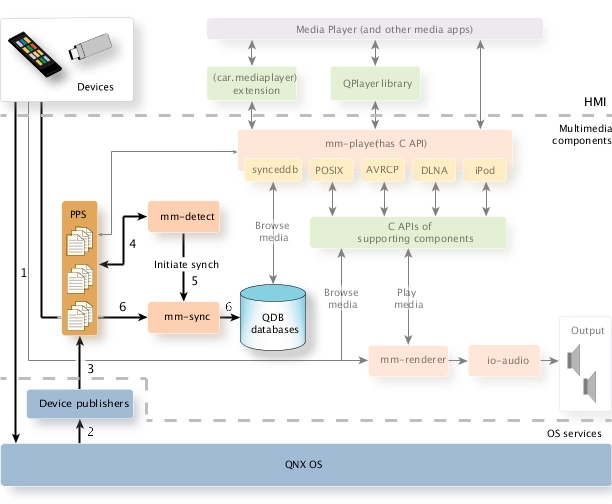 Media Player (and other media apps)
Devices
(car.mediaplayer)
extension
QPlayer library
HMI
Multimedia
components
mm-player(has C API)
synceddb
POSIX
AVRCP
DLNA
iPod
PPS
mm-detect
4
Browse
media
C APIs of
supporting components
1
Initiate synch
5
6
mm-sync
6
QDB
databases
Browse
media
Play
media
Output
3
mm-renderer
io-audio
Device publishers
2
OS services
QNX OS